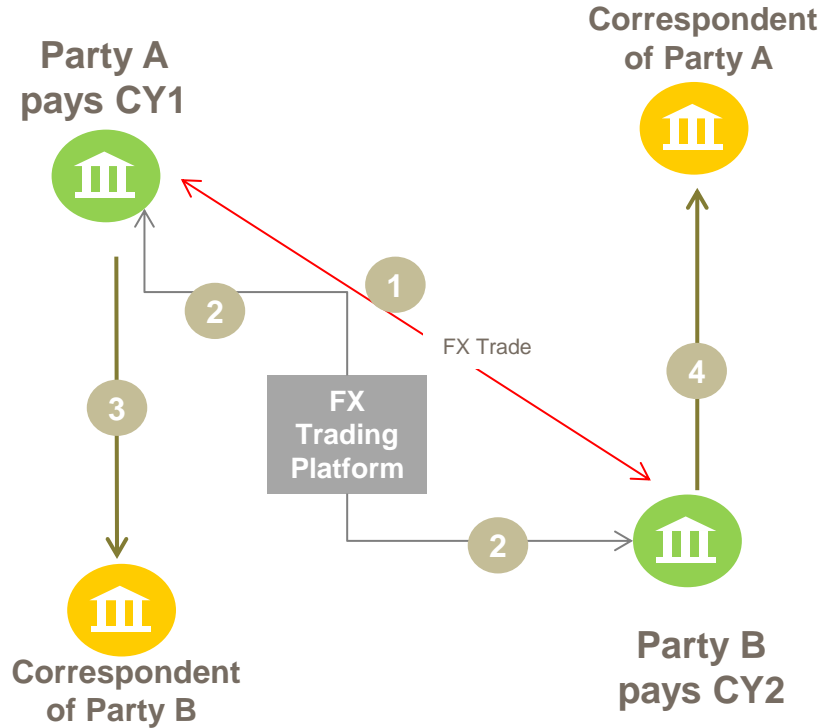 Correspondent
of Party A
Party A
pays CY1
1
2
FX Trade
4
3
FX
Trading
Platform
2
Party B
pays CY2
Correspondent
of Party B